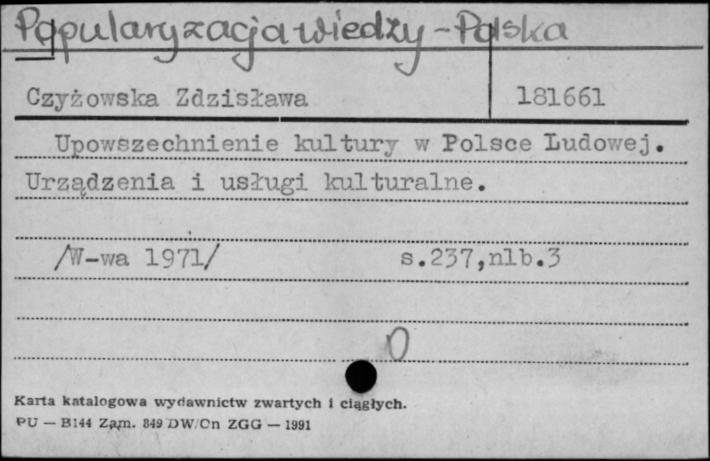 Popularyzacja wiedzy - Polska
Czyżowska Zdzisława 181661
Upowszechnienie kultury w Polsce Ludowej.
Urządzenia i usługi kulturalne.
/W-wa 1971/ s.237,nlb.3
0
Karta katalogowa wydawnictw zwartych i ciągłych.
PU — B144 Zam. 849 DW/Cn ZGG — 1991